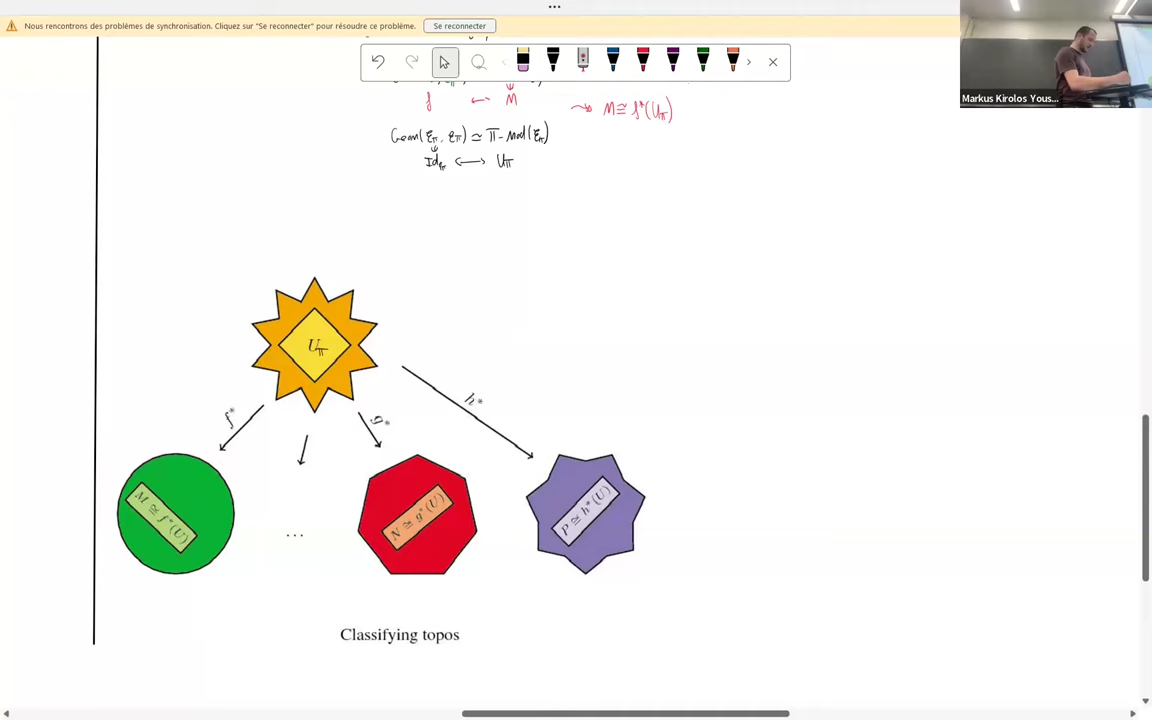 Nous rencontrons des problèmes de synchronisation. Cliquez sur "Se reconnecter" pour résoudre ce problème. Se reconnecter
Markus Kirolos Yous...
f ↔ M ⇝ M ≅ f*(U_𝕋)
Geom(ℰ_𝕋, ℰ_𝕋) ≃ 𝕋-Mod(ℰ_𝕋)
Id_ℰ𝕋 ⟷ U_𝕋
U_𝕋
f* g* h*
M ≅ f*(U)
...
N ≅ g*(U)
P ≅ h*(U)
Classifying topos